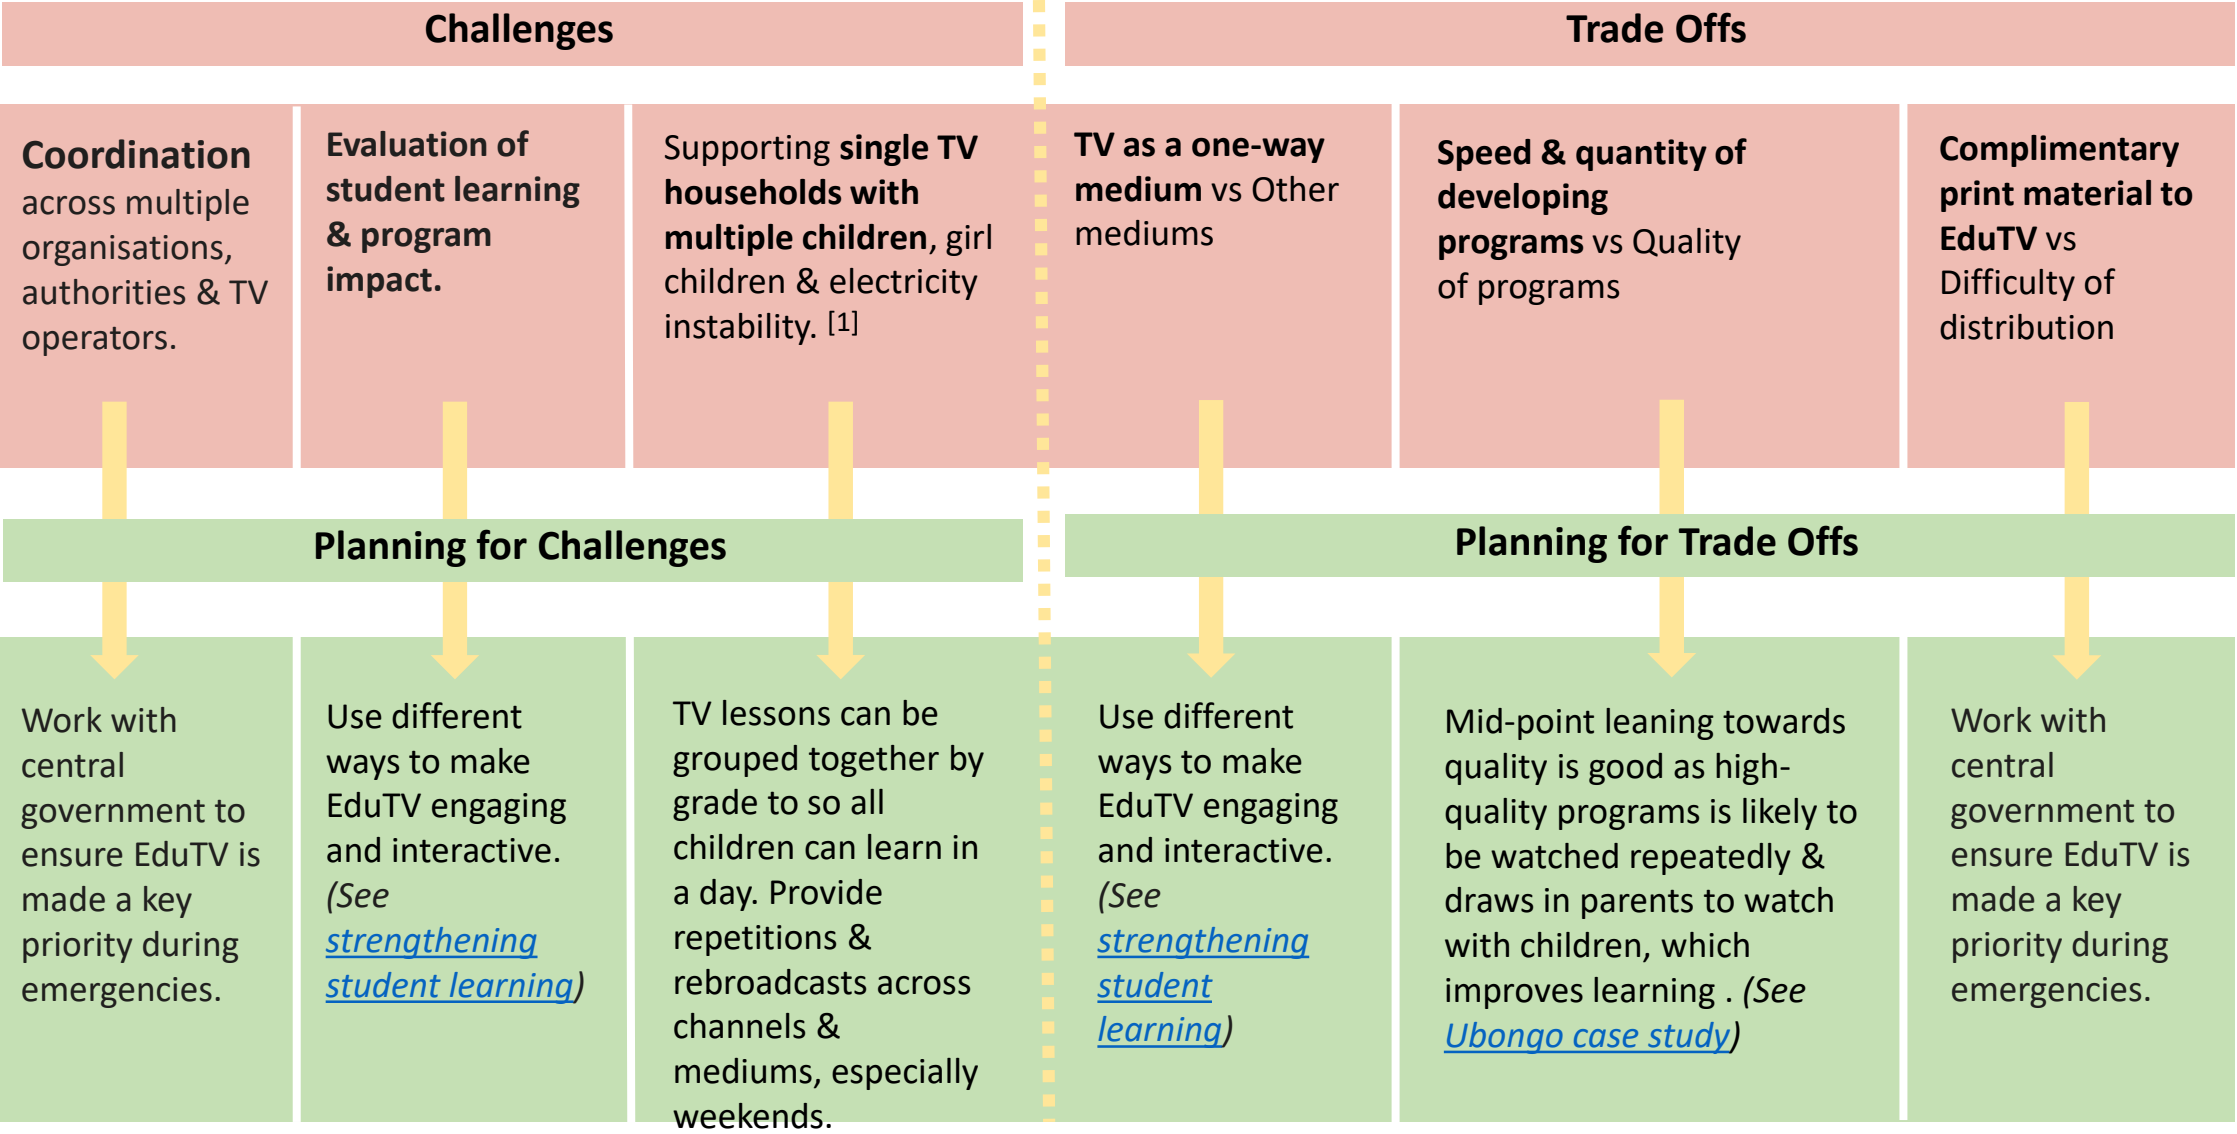 Challenges
Trade Offs
Coordination
across multiple
organisations,
authorities & TV
operators.
Evaluation of
student learning
& program
impact.
Supporting single TV
households with
multiple children, girl
children & electricity
instability. [1]
TV as a one-way
medium vs Other
mediums
Speed & quantity of
developing
programs vs Quality
of programs
Complimentary
print material to
EduTV vs
Difficulty of
distribution
Planning for Challenges
Planning for Trade Offs
Work with
central
government to
ensure EduTV is
made a key
priority during
emergencies.
Use different
ways to make
EduTV engaging
and interactive.
(See
strengthening
student learning)
TV lessons can be
grouped together by
grade to so all
children can learn in
a day. Provide
repetitions &
rebroadcasts across
channels &
mediums, especially
weekends.
Use different
ways to make
EduTV engaging
and interactive.
(See
strengthening
student
learning)
Mid-point leaning towards
quality is good as high-
quality programs is likely to
be watched repeatedly &
draws in parents to watch
with children, which
improves learning . (See
Ubongo case study)
Work with
central
government to
ensure EduTV is
made a key
priority during
emergencies.